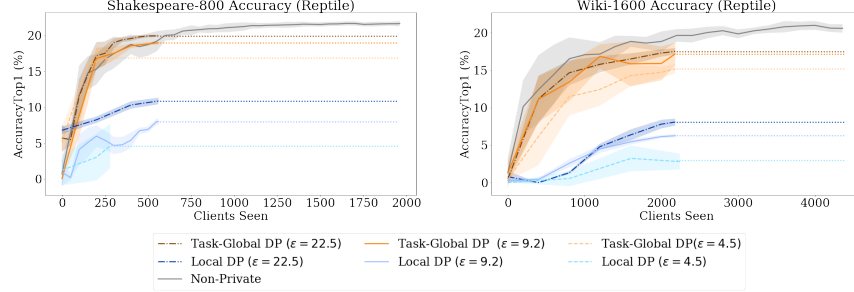 Shakespeare-800 Accuracy (Reptile)
AccuracyTop1 (%)
20
15
10
5
0
0 250 500 750 1000 1250 1500 1750 2000
Clients Seen
Wiki-1600 Accuracy (Reptile)
AccuracyTop1 (%)
20
15
10
5
0
0 1000 2000 3000 4000
Clients Seen
Task-Global DP (ε = 22.5) Task-Global DP (ε = 9.2) Task-Global DP(ε = 4.5)
Local DP (ε = 22.5) Local DP (ε = 9.2) Local DP (ε = 4.5)
Non-Private